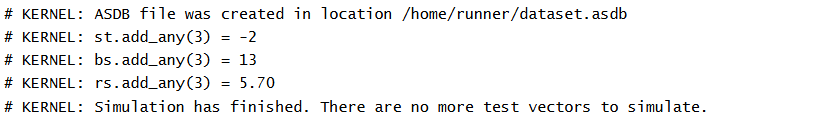 # KERNEL: ASDB file was created in location /home/runner/dataset.asdb
# KERNEL: st.add_any(3) = -2
# KERNEL: bs.add_any(3) = 13
# KERNEL: rs.add_any(3) = 5.70
# KERNEL: Simulation has finished. There are no more test vectors to simulate.